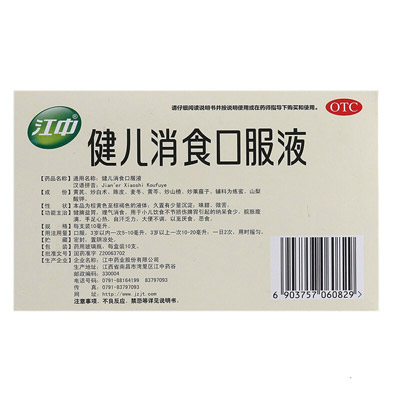 请仔细阅读说明书并按说明使用或在药师指导下购买和使用。
OTC
江中
健儿消食口服液
【药品名称】通用名称：健儿消食口服液
汉语拼音：Jian'er Xiaoshi Koufuye
【成 份】黄芪、炒白术、陈皮、麦冬、黄芩、炒山楂、炒莱菔子，辅料为炼蜜、山梨酸钾。
【性 状】本品为棕黄色至棕褐色的液体，久置有少量沉淀，味甜、微苦。
【功能主治】健脾益胃，理气消食。用于小儿饮食不节损伤脾胃引起的纳呆食少，脘胀腹满，手足心热，自汗乏力，大便不调，以至厌食、恶食。
【规 格】每支装10毫升。
【用法用量】口服，3岁以内一次5-10毫升，3岁以上一次10-20毫升，一日2次，用时摇匀。
【贮 藏】密封，置阴凉处。
【包 装】药用玻璃瓶，每盒装10支。
【批准文号】国药准字 Z20063702
【生产企业】企业名称：江中药业股份有限公司
生产地址：江西省南昌市湾里区江中药谷
邮政编码：330004
电话号码：0791-88164199 83797093
传 真：0791-83797093
网 址：http://www.jzjt.com
注意事项、不良反应、禁忌等详见说明书。
6 903757 060829